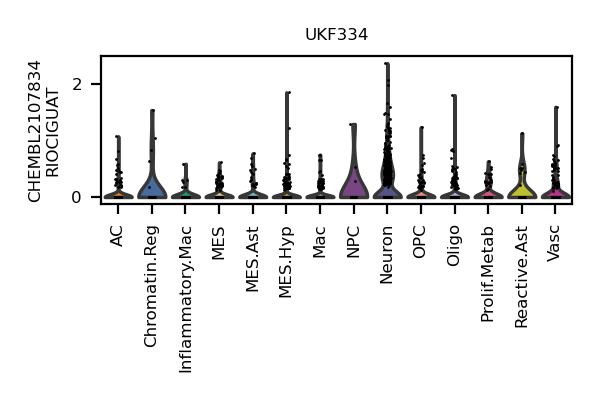 UKF334
CHEMBL2107834
RIOCIGUAT
2
0
AC
Chromatin.Reg
Inflammatory.Mac
MES
MES.Ast
MES.Hyp
Mac
NPC
Neuron
OPC
Oligo
Prolif.Metab
Reactive.Ast
Vasc